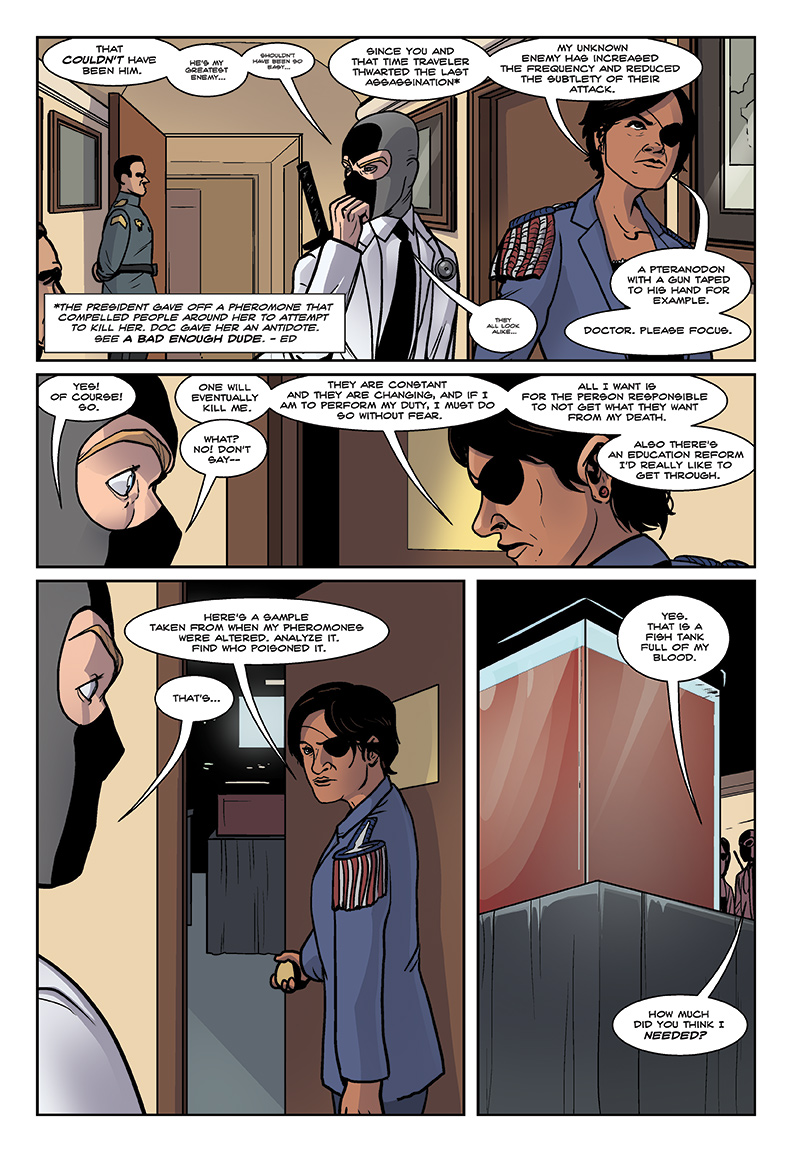 THAT
COULDN'T HAVE
BEEN HIM.
HE'S MY
GREATEST
ENEMY...
SHOULDN'T
HAVE BEEN SO
EASY...
SINCE YOU AND
THAT TIME TRAVELER
THWARTED THE LAST
ASSASSINATION*
MY UNKNOWN
ENEMY HAS INCREASED
THE FREQUENCY AND REDUCED
THE SUBTLETY OF THEIR
ATTACK.
A PTERANODON
WITH A GUN TAPED
TO HIS HAND FOR
EXAMPLE.
THEY
ALL LOOK
ALIKE...
DOCTOR. PLEASE FOCUS.
*THE PRESIDENT GAVE OFF A PHEROMONE THAT
COMPELLED PEOPLE AROUND HER TO ATTEMPT
TO KILL HER. DOC GAVE HER AN ANTIDOTE.
SEE A BAD ENOUGH DUDE. - ED
YES!
OF COURSE!
SO.
ONE WILL
EVENTUALLY
KILL ME.
WHAT?
NO! DON'T
SAY--
THEY ARE CONSTANT
AND THEY ARE CHANGING, AND IF I
AM TO PERFORM MY DUTY, I MUST DO
SO WITHOUT FEAR.
ALL I WANT IS
FOR THE PERSON RESPONSIBLE
TO NOT GET WHAT THEY WANT
FROM MY DEATH.
ALSO THERE'S
AN EDUCATION REFORM
I'D REALLY LIKE TO
GET THROUGH.
HERE'S A SAMPLE
TAKEN FROM WHEN MY PHEROMONES
WERE ALTERED. ANALYZE IT.
FIND WHO POISONED IT.
THAT'S...
YES.
THAT IS A
FISH TANK
FULL OF MY
BLOOD.
HOW MUCH
DID YOU THINK I
NEEDED?